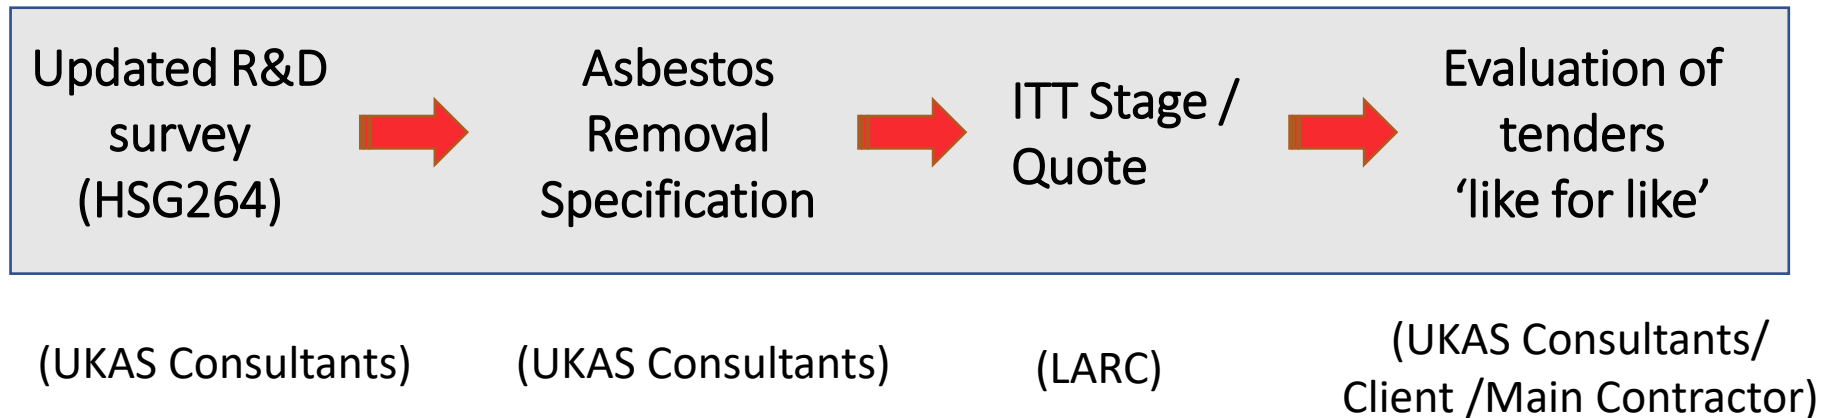 Updated R&D
survey
(HSG264)
Asbestos
Removal
Specification
ITT Stage /
Quote
Evaluation of
tenders
‘like for like’
(UKAS Consultants)
(UKAS Consultants)
(LARC)
(UKAS Consultants/
Client /Main Contractor)